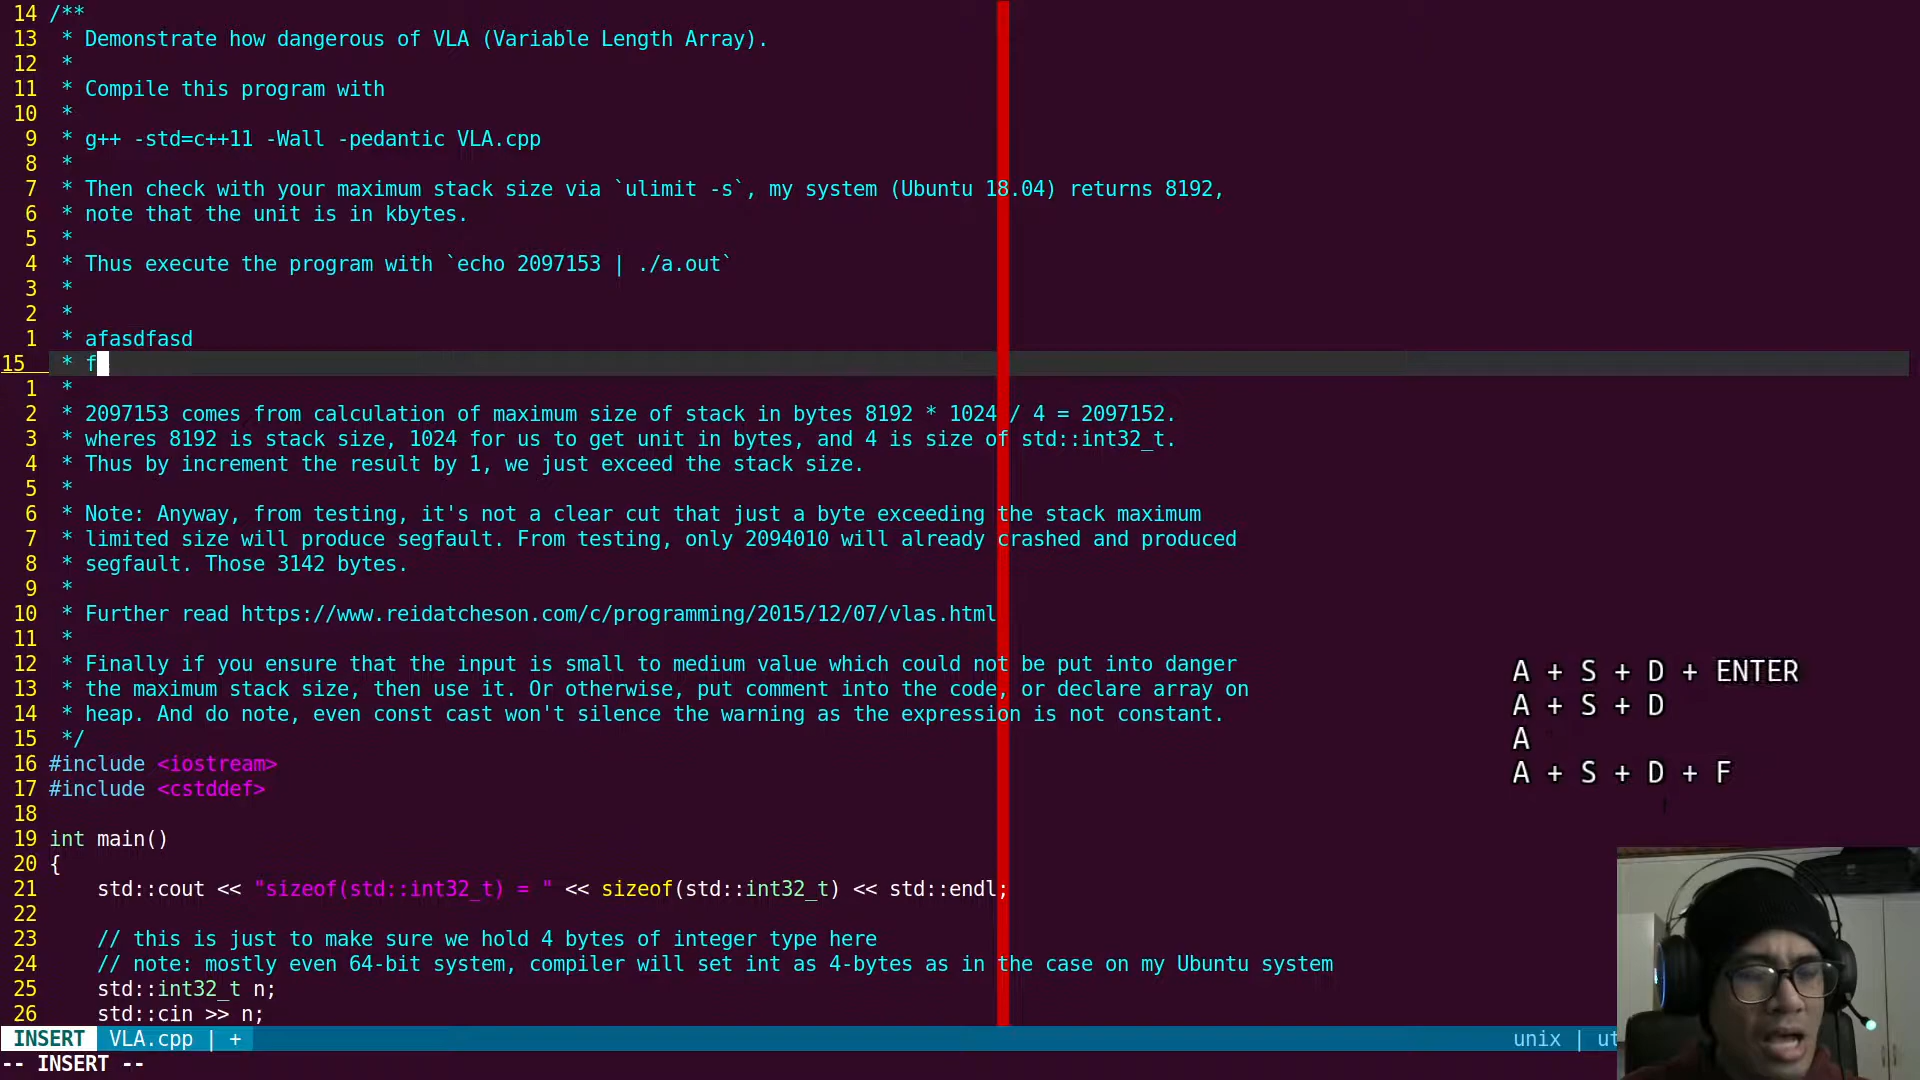 14 /**
13  * Demonstrate how dangerous of VLA (Variable Length Array).
12  *
11  * Compile this program with
10  *
9  * g++ -std=c++11 -Wall -pedantic VLA.cpp
8  *
7  * Then check with your maximum stack size via `ulimit -s`, my system (Ubuntu 18.04) returns 8192,
6  * note that the unit is in kbytes.
5  *
4  * Thus execute the program with `echo 2097153 | ./a.out`
3  *
2  *
1  * afasdfasd
15  * f
1  *
2  * 2097153 comes from calculation of maximum size of stack in bytes 8192 * 1024 / 4 = 2097152.
3  * wheres 8192 is stack size, 1024 for us to get unit in bytes, and 4 is size of std::int32_t.
4  * Thus by increment the result by 1, we just exceed the stack size.
5  *
6  * Note: Anyway, from testing, it's not a clear cut that just a byte exceeding the stack maximum
7  * limited size will produce segfault. From testing, only 2094010 will already crashed and produced
8  * segfault. Those 3142 bytes.
9  *
10  * Further read https://www.reidatcheson.com/c/programming/2015/12/07/vlas.html
11  *
12  * Finally if you ensure that the input is small to medium value which could not be put into danger
13  * the maximum stack size, then use it. Or otherwise, put comment into the code, or declare array on
14  * heap. And do note, even const cast won't silence the warning as the expression is not constant.
15  */
16 #include <iostream>
17 #include <cstddef>
18
19 int main()
20 {
21     std::cout << "sizeof(std::int32_t) = " << sizeof(std::int32_t) << std::endl;
22
23     // this is just to make sure we hold 4 bytes of integer type here
24     // note: mostly even 64-bit system, compiler will set int as 4-bytes as in the case on my Ubuntu system
25     std::int32_t n;
26     std::cin >> n;
A + S + D + ENTER
A + S + D
A
A + S + D + F
INSERT VLA.cpp | + unix | ut
-- INSERT --